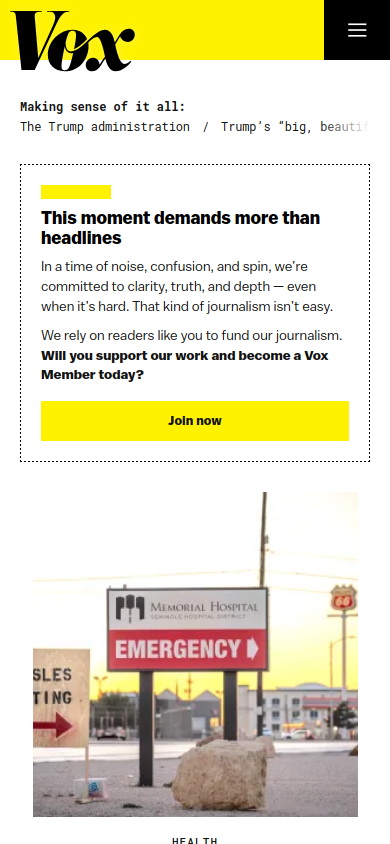 Vox
Making sense of it all:
The Trump administration / Trump's “big, beautif
This moment demands more than
headlines
In a time of noise, confusion, and spin, we're
committed to clarity, truth, and depth — even
when it's hard. That kind of journalism isn't easy.
We rely on readers like you to fund our journalism.
Will you support our work and become a Vox
Member today?
Join now
Memorial Hospital
Seminole Hospital District
EMERGENCY
SLES
TING
66
HEALTH